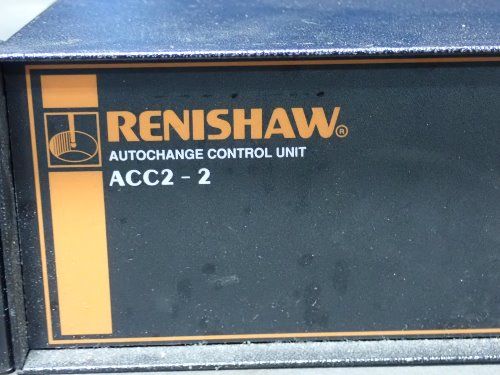 RENISHAW®
AUTOCHANGE CONTROL UNIT
ACC2 - 2